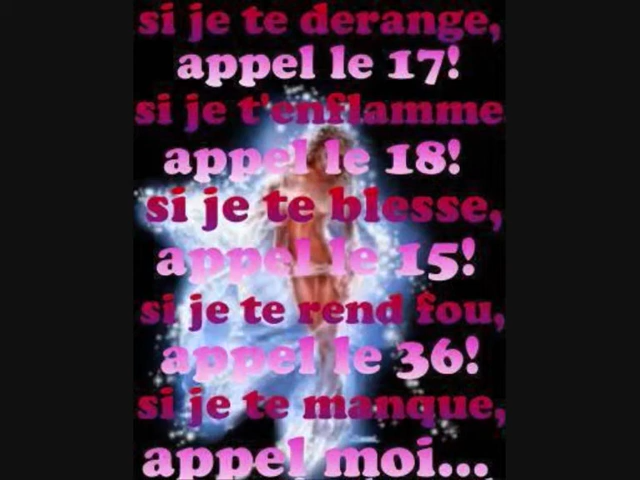 si je te derange,
appel le 17!
si je t'enflamme
appel le 18!
si je te blesse,
appel le 15!
si je te rend fou,
appel le 36!
si je te manque,
appel moi...